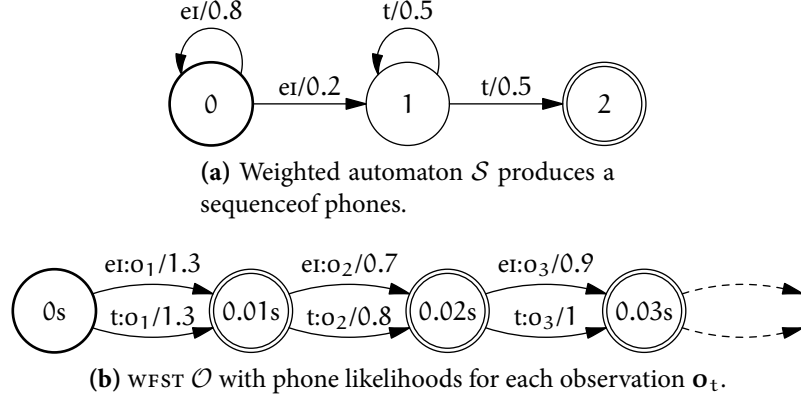 eɪ/0.8 t/0.5
0 eɪ/0.2 1 t/0.5 2
(a) Weighted automaton S produces a
sequenceof phones.
eɪ:o₁/1.3 eɪ:o₂/0.7 eɪ:o₃/0.9
0s 0.01s 0.02s 0.03s
t:o₁/1.3 t:o₂/0.8 t:o₃/1
(b) WFST O with phone likelihoods for each observation oₜ.